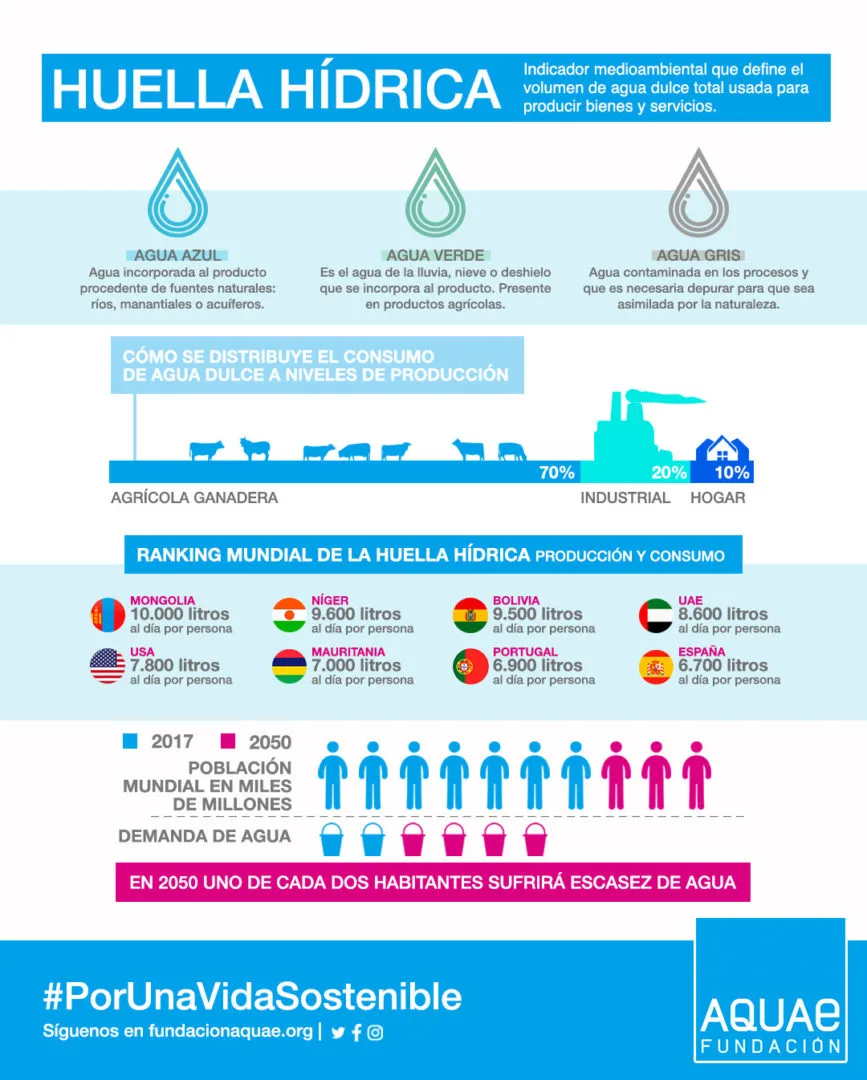 HUELLA HÍDRICA
Indicador medioambiental que define el
volumen de agua dulce total usada para
producir bienes y servicios.
AGUA AZUL
Agua incorporada al producto
procedente de fuentes naturales:
ríos, manantiales o acuíferos.
AGUA VERDE
Es el agua de la lluvia, nieve o deshielo
que se incorpora al producto. Presente
en productos agrícolas.
AGUA GRIS
Agua contaminada en los procesos y
que es necesaria depurar para que sea
asimilada por la naturaleza.
CÓMO SE DISTRIBUYE EL CONSUMO
DE AGUA DULCE A NIVELES DE PRODUCCIÓN
70%
20%
10%
AGRÍCOLA GANADERA
INDUSTRIAL
HOGAR
RANKING MUNDIAL DE LA HUELLA HÍDRICA PRODUCCIÓN Y CONSUMO
MONGOLIA
10.000 litros
al día por persona
NÍGER
9.600 litros
al día por persona
BOLIVIA
9.500 litros
al día por persona
UAE
8.600 litros
al día por persona
USA
7.800 litros
al día por persona
MAURITANIA
7.000 litros
al día por persona
PORTUGAL
6.900 litros
al día por persona
ESPAÑA
6.700 litros
al día por persona
2017
2050
POBLACIÓN
MUNDIAL EN MILES
DE MILLONES
DEMANDA DE AGUA
EN 2050 UNO DE CADA DOS HABITANTES SUFRIRÁ ESCASEZ DE AGUA
#PorUnaVidaSostenible
Síguenos en fundacionaquae.org |
AQUAe
FUNDACIÓN